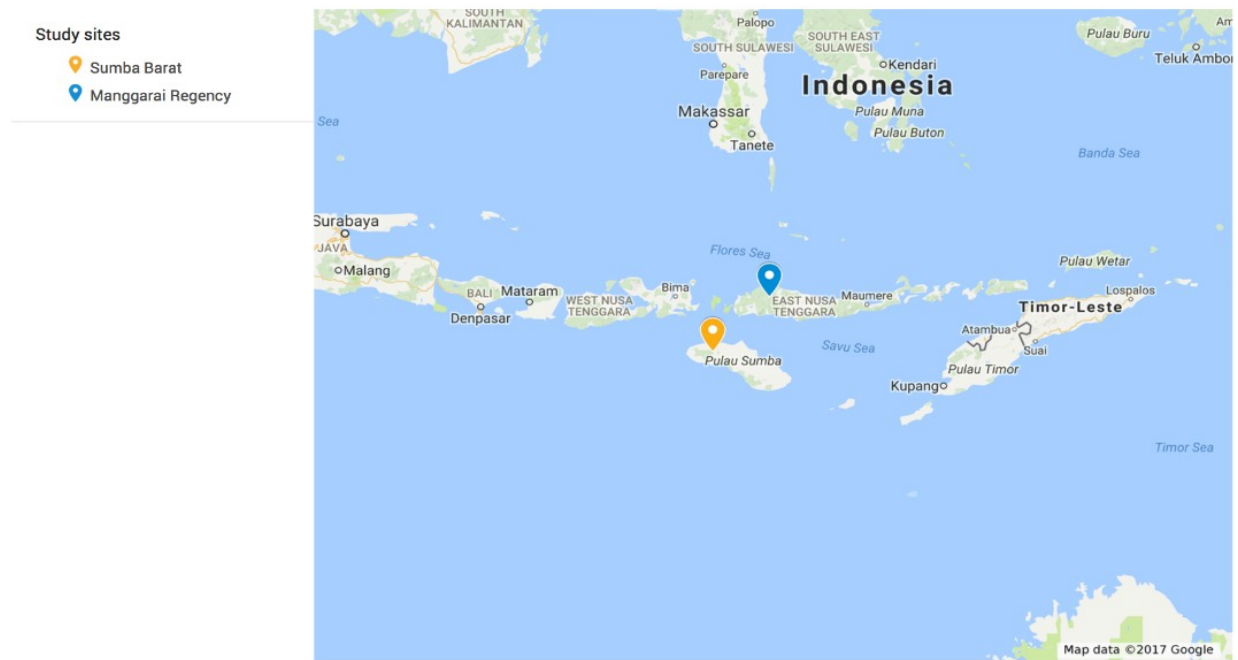 Study sites
Sumba Barat
Manggarai Regency
SOUTH
KALIMANTAN
Palopo
SOUTH SULAWESI
SOUTH EAST
SULAWESI
Pulau Buru
Teluk Ambon
Kendari
Parepare
Indonesia
Makassar
Pulau Muna
Pulau Buton
Tanete
Sea
Banda Sea
Surabaya
JAVA
Malang
Flores Sea
Pulau Wetar
BALI
Mataram
Bima
Denpasar
WEST NUSA
TENGGARA
EAST NUSA
TENGGARA
Maumere
Lospalos
Timor-Leste
Atambua
Suai
Savu Sea
Pulau Sumba
Pulau Timor
Kupang
Timor Sea
Map data ©2017 Google